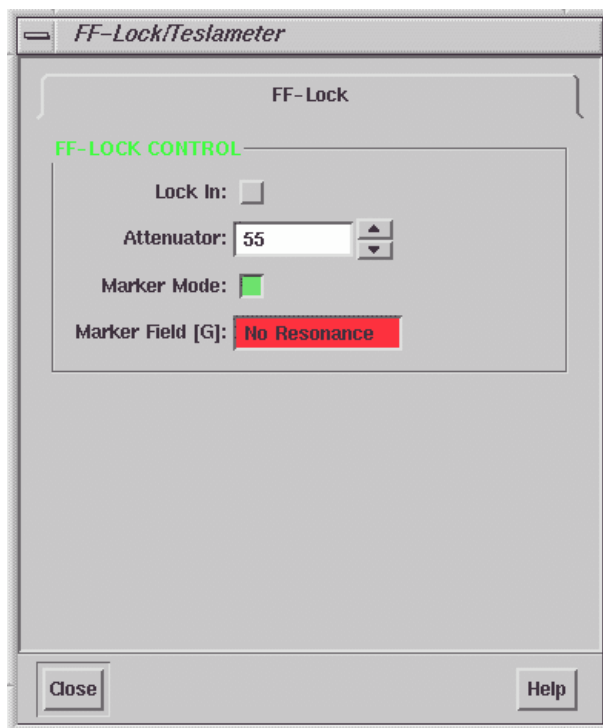 FF-Lock/Teslameter
FF-Lock
FF-LOCK CONTROL
Lock In:
Attenuator: 55
Marker Mode:
Marker Field [G]: No Resonance
Close Help